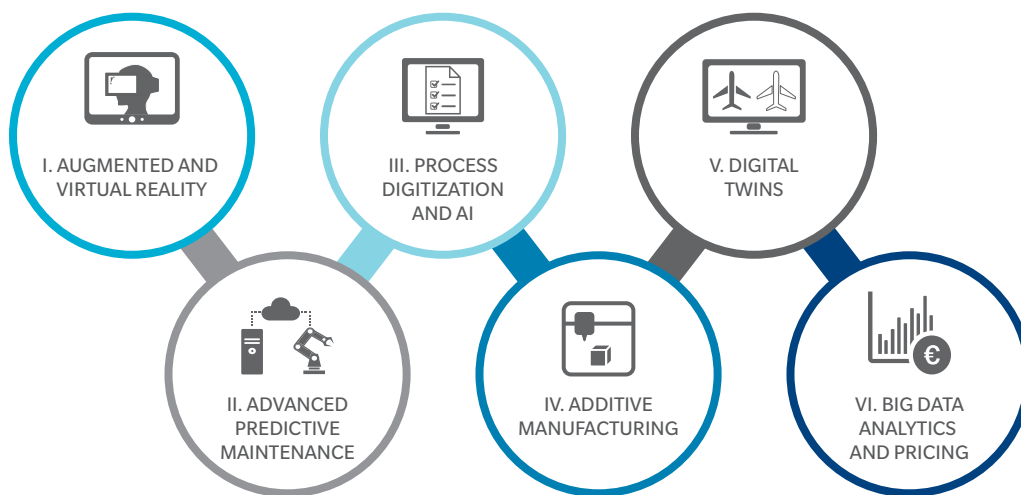 I. AUGMENTED AND
VIRTUAL REALITY
II. ADVANCED
PREDICTIVE
MAINTENANCE
III. PROCESS
DIGITIZATION
AND AI
IV. ADDITIVE
MANUFACTURING
V. DIGITAL
TWINS
VI. BIG DATA
ANALYTICS
AND PRICING
€